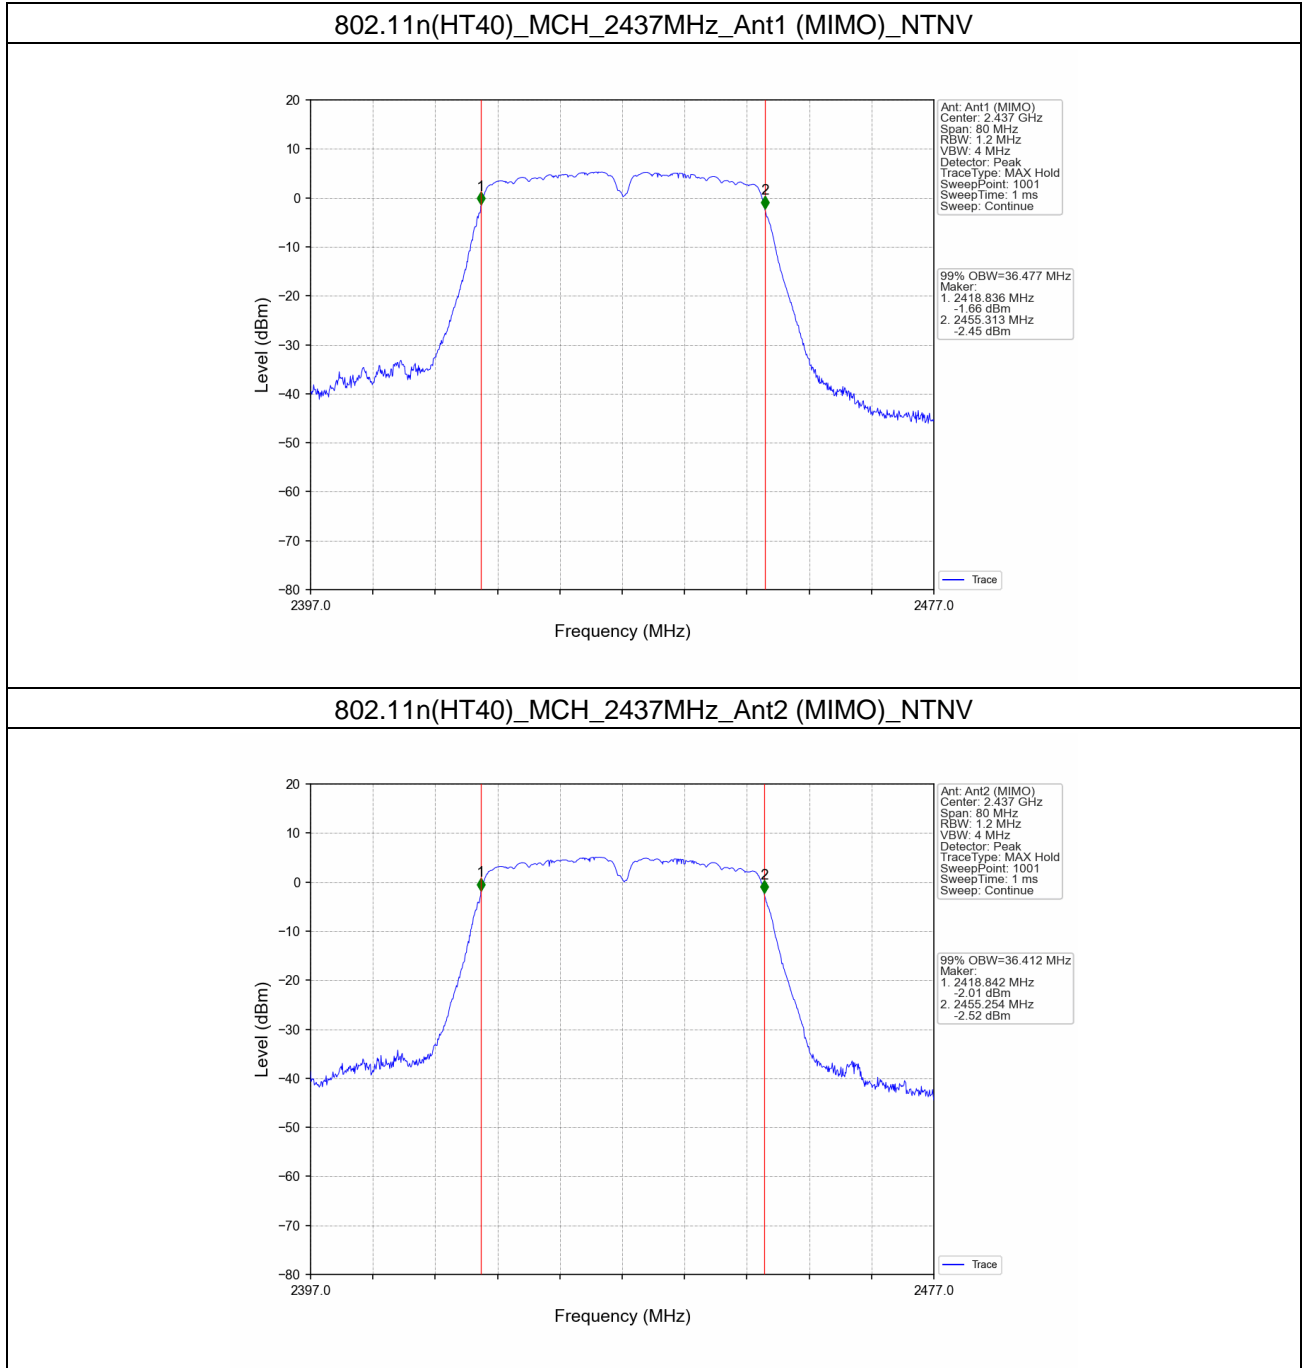 802.11n(HT40)_MCH_2437MHz_Ant1 (MIMO)_NTNV
20
10
0
−10
−20
−30
−40
−50
−60
−70
−80
Level (dBm)
1
2
2397.0
2477.0
Frequency (MHz)
Ant: Ant1 (MIMO)
Center: 2.437 GHz
Span: 80 MHz
RBW: 1.2 MHz
VBW: 4 MHz
Detector: Peak
TraceType: MAX Hold
SweepPoint: 1001
SweepTime: 1 ms
Sweep: Continue
99% OBW=36.477 MHz
Maker:
1. 2418.836 MHz
-1.66 dBm
2. 2455.313 MHz
-2.45 dBm
Trace
802.11n(HT40)_MCH_2437MHz_Ant2 (MIMO)_NTNV
20
10
0
−10
−20
−30
−40
−50
−60
−70
−80
Level (dBm)
1
2
2397.0
2477.0
Frequency (MHz)
Ant: Ant2 (MIMO)
Center: 2.437 GHz
Span: 80 MHz
RBW: 1.2 MHz
VBW: 4 MHz
Detector: Peak
TraceType: MAX Hold
SweepPoint: 1001
SweepTime: 1 ms
Sweep: Continue
99% OBW=36.412 MHz
Maker:
1. 2418.842 MHz
-2.01 dBm
2. 2455.254 MHz
-2.52 dBm
Trace